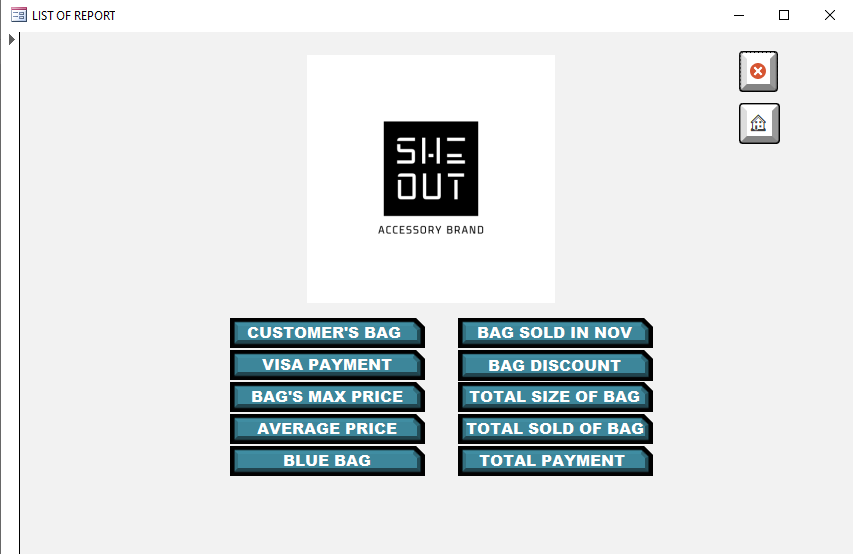 LIST OF REPORT
SHE
OUT
ACCESSORY BRAND
CUSTOMER'S BAG
VISA PAYMENT
BAG'S MAX PRICE
AVERAGE PRICE
BLUE BAG
BAG SOLD IN NOV
BAG DISCOUNT
TOTAL SIZE OF BAG
TOTAL SOLD OF BAG
TOTAL PAYMENT